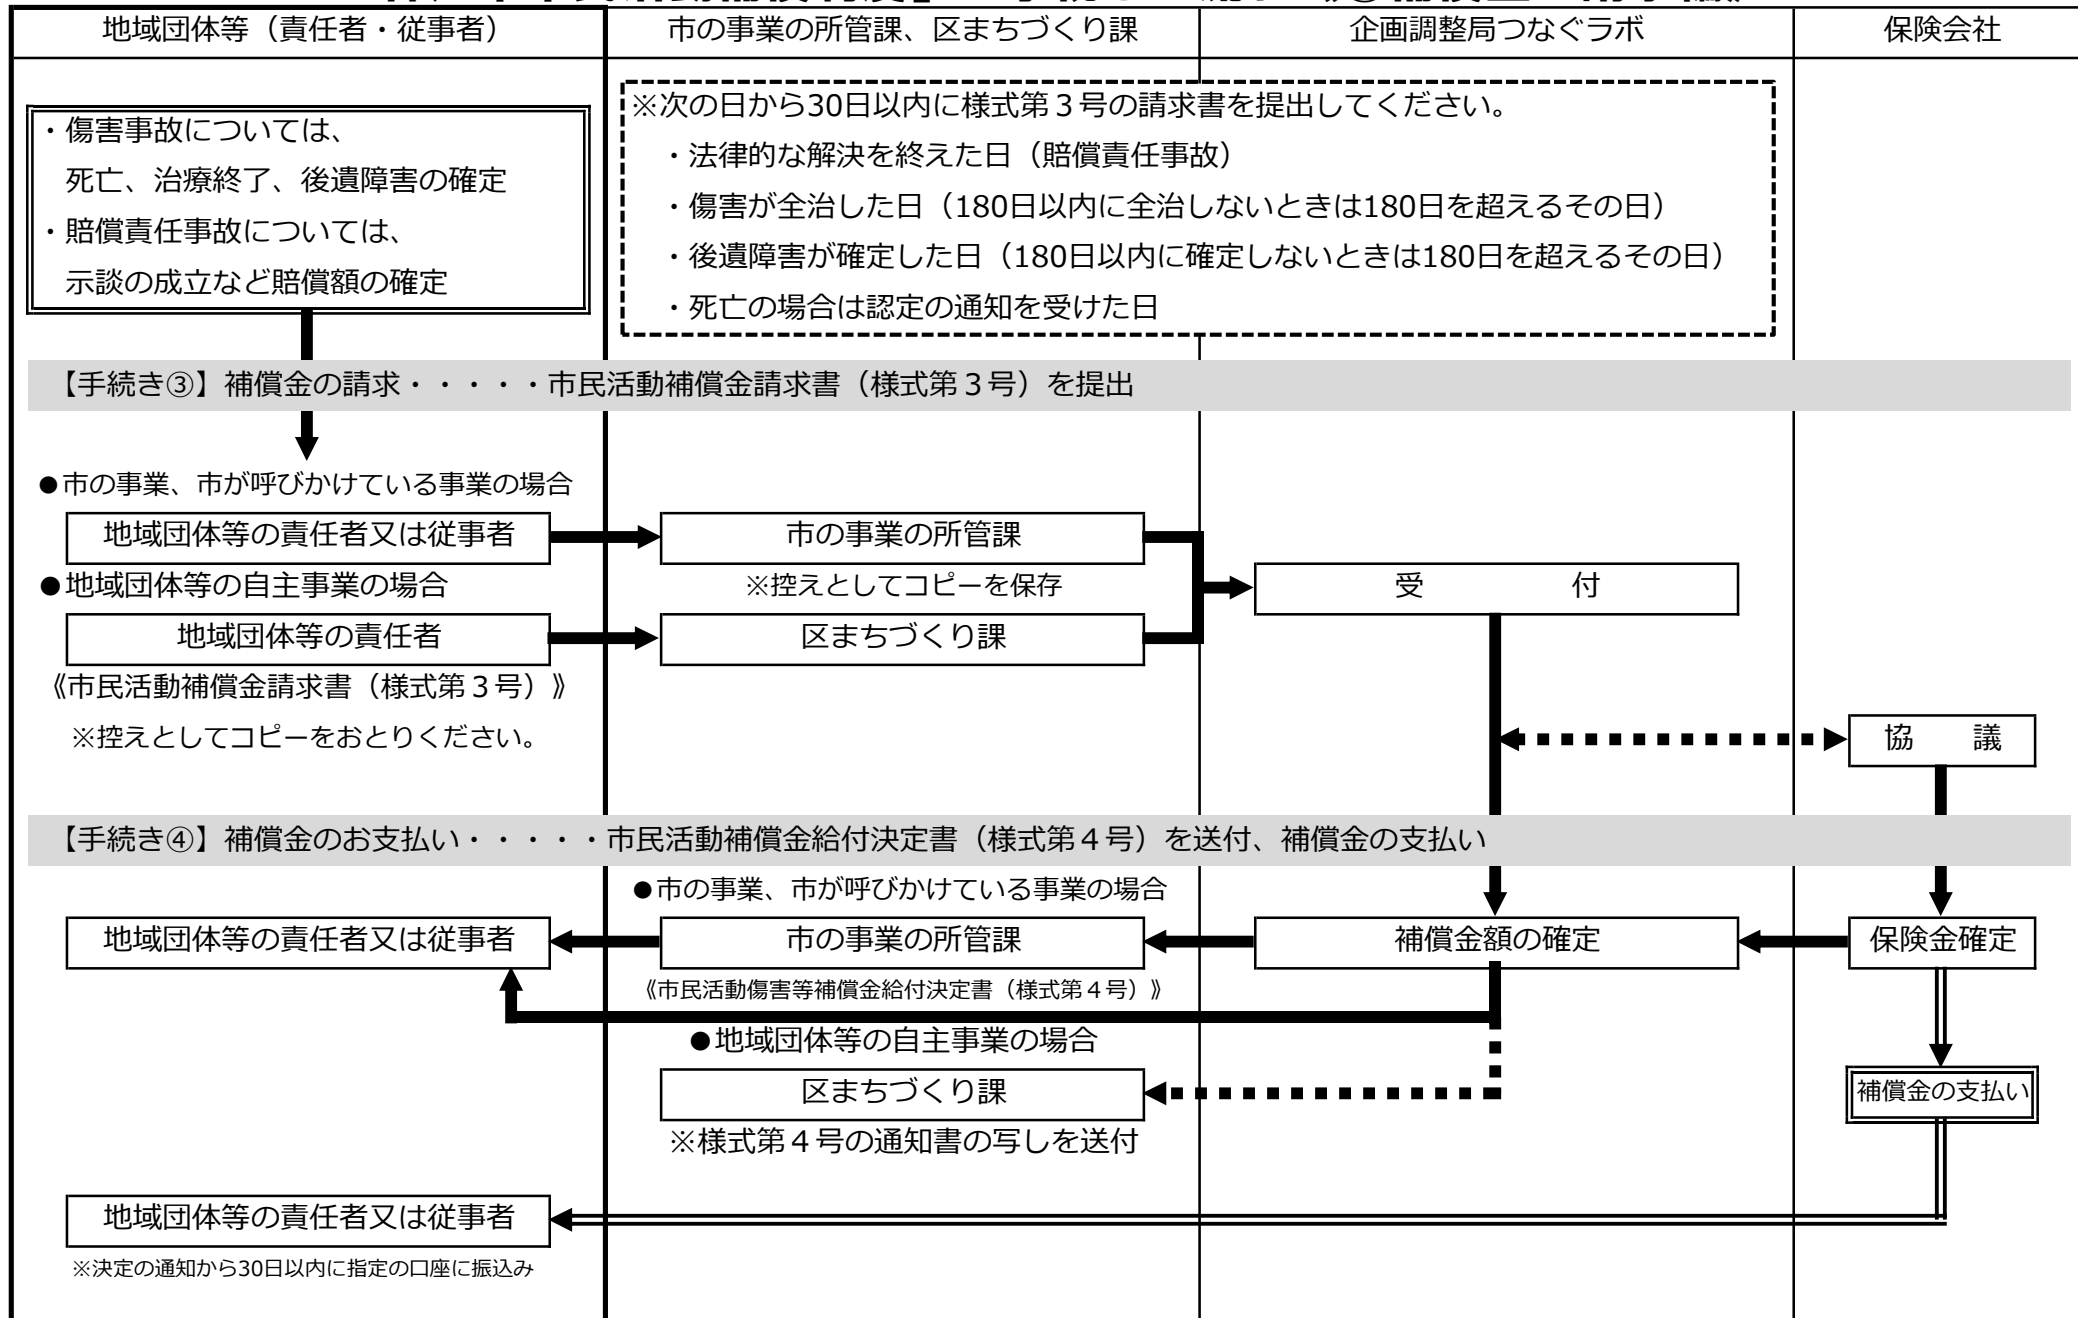 地域団体等（責任者・従事者）
市の事業の所管課、区まちづくり課
企画調整局つなぐラボ
保険会社
・傷害事故については、
死亡、治療終了、後遺障害の確定
・賠償責任事故については、
示談の成立など賠償額の確定
※次の日から30日以内に様式第３号の請求書を提出してください。
・法律的な解決を終えた日（賠償責任事故）
・傷害が全治した日（180日以内に全治しないときは180日を超えるその日）
・後遺障害が確定した日（180日以内に確定しないときは180日を超えるその日）
・死亡の場合は認定の通知を受けた日
【手続き③】補償金の請求・・・・・市民活動補償金請求書（様式第３号）を提出
●市の事業、市が呼びかけている事業の場合
地域団体等の責任者又は従事者
市の事業の所管課
●地域団体等の自主事業の場合
※控えとしてコピーを保存
受　　　付
地域団体等の責任者
区まちづくり課
《市民活動補償金請求書（様式第３号）》
※控えとしてコピーをおとりください。
協　議
【手続き④】補償金のお支払い・・・・・市民活動補償金給付決定書（様式第４号）を送付、補償金の支払い
●市の事業、市が呼びかけている事業の場合
地域団体等の責任者又は従事者
市の事業の所管課
補償金額の確定
保険金確定
《市民活動傷害等補償金給付決定書（様式第４号）》
●地域団体等の自主事業の場合
区まちづくり課
補償金の支払い
※様式第４号の通知書の写しを送付
地域団体等の責任者又は従事者
※決定の通知から30日以内に指定の口座に振込み